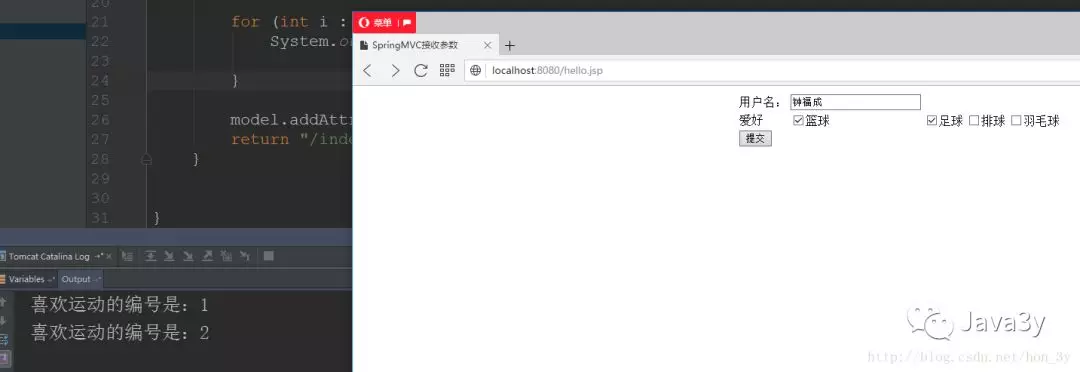 20
21 for (int i :
22 System.o
23
24 }
25
26 model.addAttr
27 return "/inde
28 }
29
30
31 }
Tomcat Catalina Log
Variables Output
喜欢运动的编号是：1
喜欢运动的编号是：2
菜单
SpringMVC接收参数
localhost:8080/hello.jsp
用户名： 钟福成
爱好 篮球 足球 排球 羽毛球
提交
Java3y
http://blog.csdn.net/hon_3y